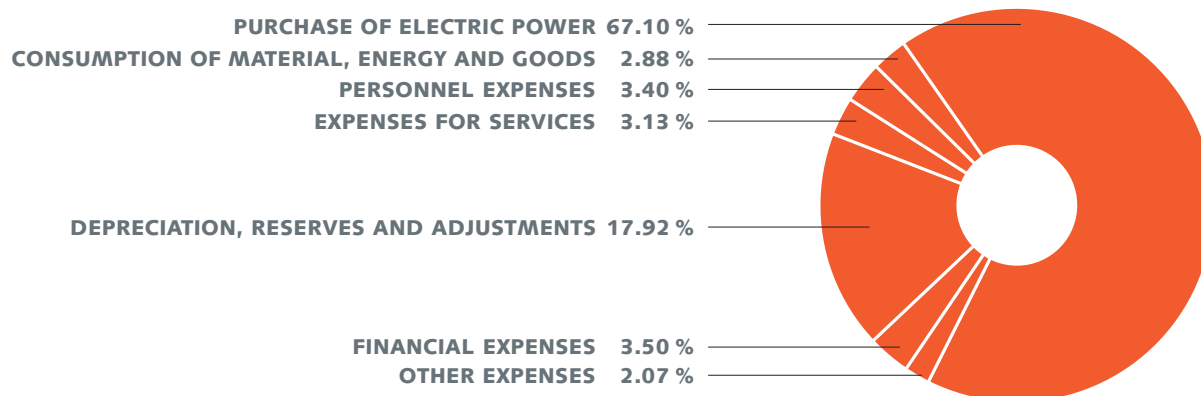 PURCHASE OF ELECTRIC POWER 67.10 %
CONSUMPTION OF MATERIAL, ENERGY AND GOODS 2.88 %
PERSONNEL EXPENSES 3.40 %
EXPENSES FOR SERVICES 3.13 %
DEPRECIATION, RESERVES AND ADJUSTMENTS 17.92 %
FINANCIAL EXPENSES 3.50 %
OTHER EXPENSES 2.07 %